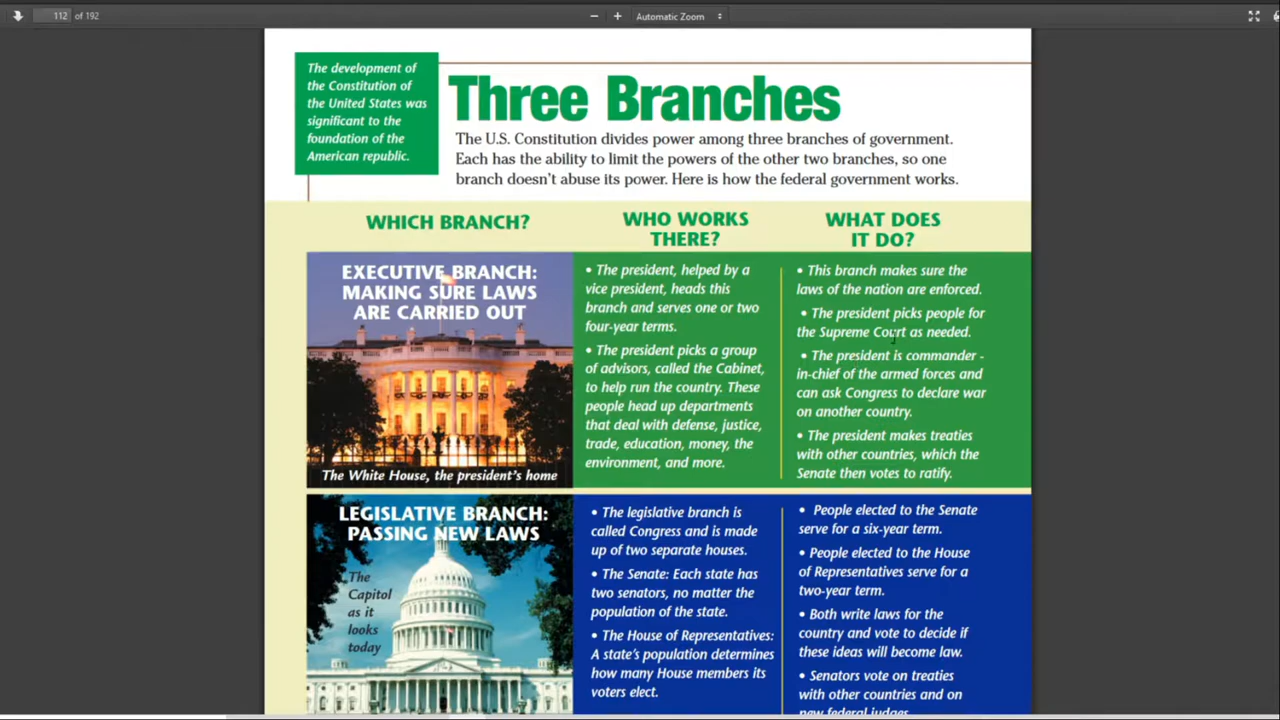 112 of 192
Automatic Zoom
The development of
the Constitution of
the United States was
significant to the
foundation of the
American republic.
Three Branches
The U.S. Constitution divides power among three branches of government.
Each has the ability to limit the powers of the other two branches, so one
branch doesn't abuse its power. Here is how the federal government works.
WHICH BRANCH?
WHO WORKS
THERE?
WHAT DOES
IT DO?
EXECUTIVE BRANCH:
MAKING SURE LAWS
ARE CARRIED OUT
The White House, the president's home
• The president, helped by a
vice president, heads this
branch and serves one or two
four-year terms.
• The president picks a group
of advisors, called the Cabinet,
to help run the country. These
people head up departments
that deal with defense, justice,
trade, education, money, the
environment, and more.
• This branch makes sure the
laws of the nation are enforced.
• The president picks people for
the Supreme Court as needed.
• The president is commander -
in-chief of the armed forces and
can ask Congress to declare war
on another country.
• The president makes treaties
with other countries, which the
Senate then votes to ratify.
LEGISLATIVE BRANCH:
PASSING NEW LAWS
The
Capitol
as it
looks
today
• The legislative branch is
called Congress and is made
up of two separate houses.
• The Senate: Each state has
two senators, no matter the
population of the state.
• The House of Representatives:
A state's population determines
how many House members its
voters elect.
• People elected to the Senate
serve for a six-year term.
• People elected to the House
of Representatives serve for a
two-year term.
• Both write laws for the
country and vote to decide if
these ideas will become law.
• Senators vote on treaties
with other countries and on
new federal judges.